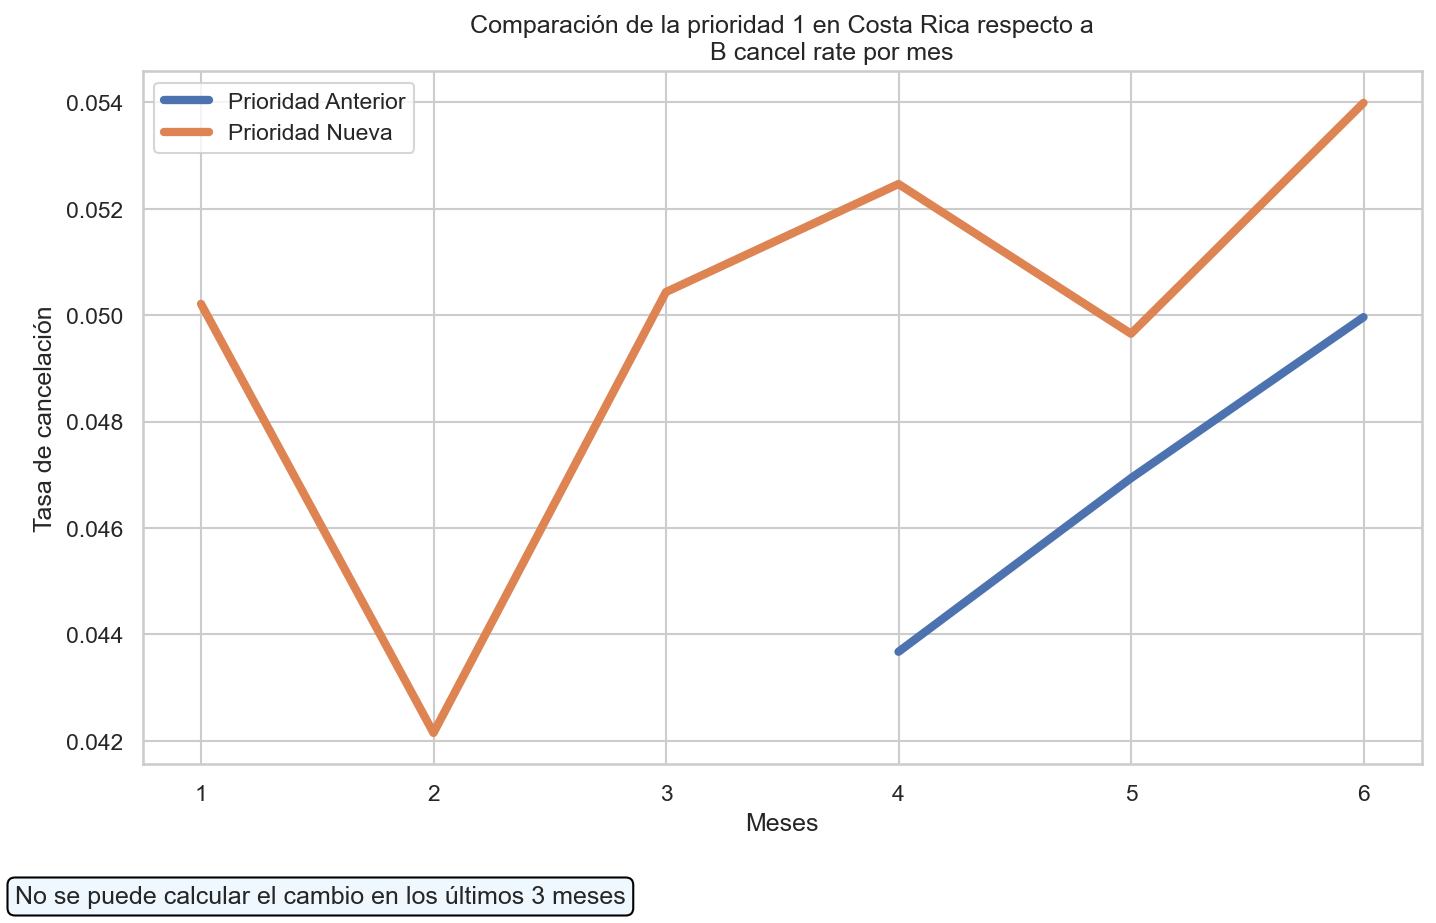 Comparación de la prioridad 1 en Costa Rica respecto a
B cancel rate por mes
Prioridad Anterior
Prioridad Nueva
0.054
0.052
0.050
0.048
0.046
0.044
0.042
Tasa de cancelación
1 2 3 4 5 6
Meses
No se puede calcular el cambio en los últimos 3 meses